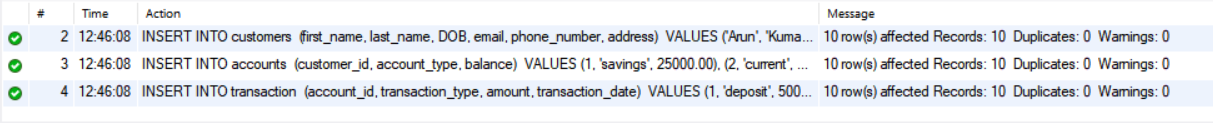 # Time Action Message
2 12:46:08 INSERT INTO customers (first_name, last_name, DOB, email, phone_number, address) VALUES ('Arun', 'Kuma... 10 row(s) affected Records: 10 Duplicates: 0 Warnings: 0
3 12:46:08 INSERT INTO accounts (customer_id, account_type, balance) VALUES (1, 'savings', 25000.00), (2, 'current', ... 10 row(s) affected Records: 10 Duplicates: 0 Warnings: 0
4 12:46:08 INSERT INTO transaction (account_id, transaction_type, amount, transaction_date) VALUES (1, 'deposit', 500... 10 row(s) affected Records: 10 Duplicates: 0 Warnings: 0